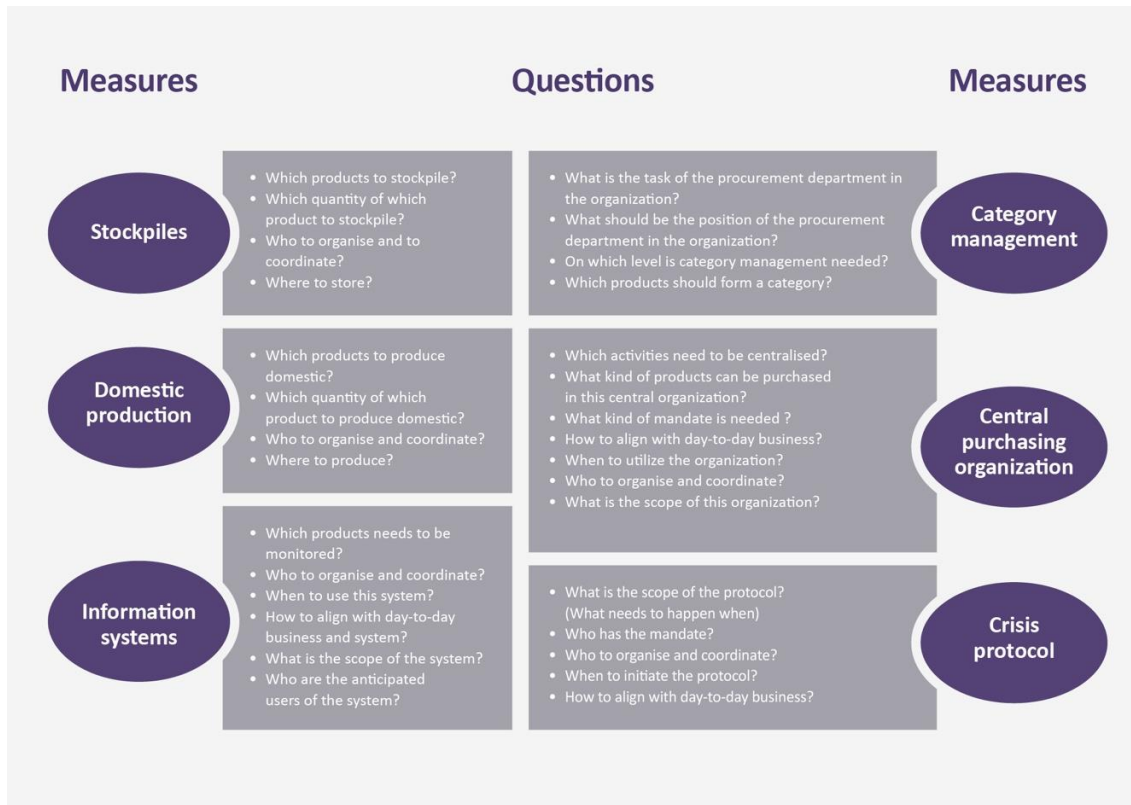 Measures
Questions
Measures
Stockpiles
• Which products to stockpile?
• Which quantity of which
product to stockpile?
• Who to organise and to
coordinate?
• Where to store?
• What is the task of the procurement department in
the organization?
• What should be the position of the procurement
department in the organization?
• On which level is category management needed?
• Which products should form a category?
Category
management
Domestic
production
• Which products to produce
domestic?
• Which quantity of which
product to produce domestic?
• Who to organise and coordinate?
• Where to produce?
• Which activities need to be centralised?
• What kind of products can be purchased
in this central organization?
• What kind of mandate is needed ?
• How to align with day-to-day business?
• When to utilize the organization?
• Who to organise and coordinate?
• What is the scope of this organization?
Central
purchasing
organization
Information
systems
• Which products needs to be
monitored?
• Who to organise and coordinate?
• When to use this system?
• How to align with day-to-day
business and system?
• What is the scope of the system?
• Who are the anticipated
users of the system?
• What is the scope of the protocol?
(What needs to happen when)
• Who has the mandate?
• Who to organise and coordinate?
• When to initiate the protocol?
• How to align with day-to-day business?
Crisis
protocol